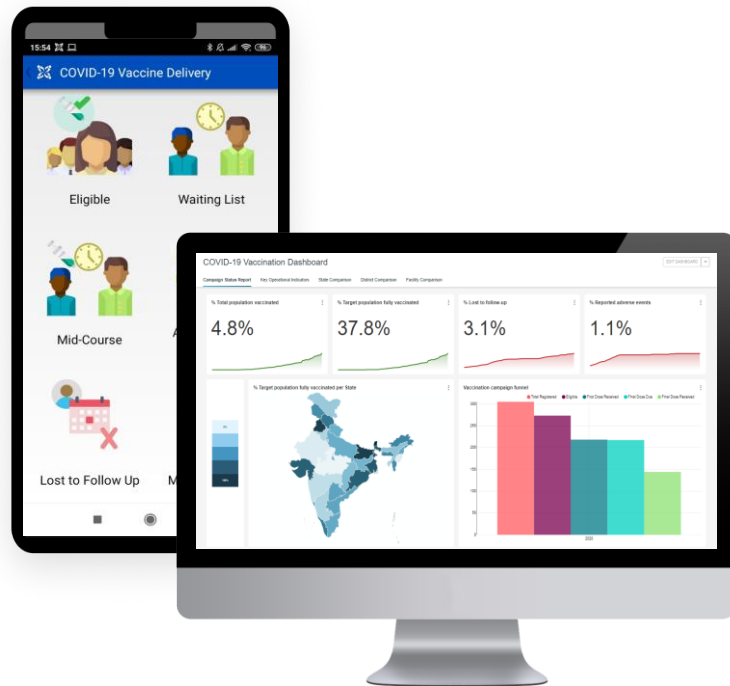 15:54
COVID-19 Vaccine Delivery
Eligible
Waiting List
Mid-Course
Lost to Follow Up
COVID-19 Vaccination Dashboard
EDIT DASHBOARD
Campaign Status Report Key Operational Indicators State Comparison District Comparison Facility Comparison
% Total population vaccinated
4.8%
% Target population fully vaccinated
37.8%
% Lost to follow-up
3.1%
% Reported adverse events
1.1%
% Target population fully vaccinated per State
Vaccination campaign funnel
Total Registered Eligible First Dose Received First Dose Due Final Dose Received
2020